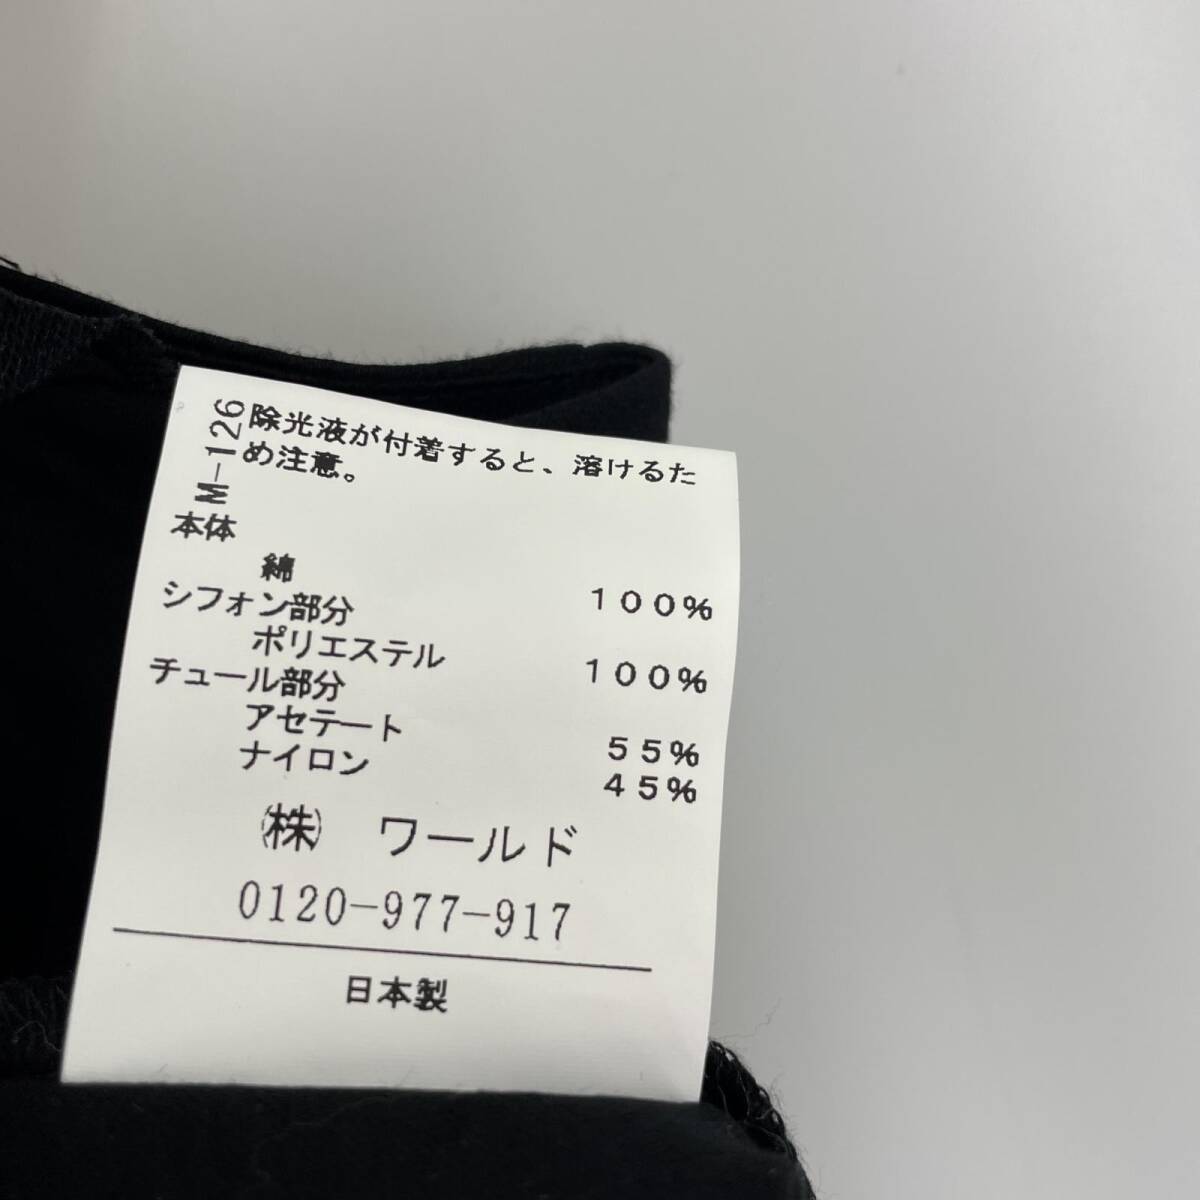 M-126
除光液が付着すると、溶けるた
め注意。
本体
綿 １００％
シフォン部分
ポリエステル １００％
チュール部分
アセテート ５５％
ナイロン ４５％
㈱ ワールド
0120-977-917
日本製